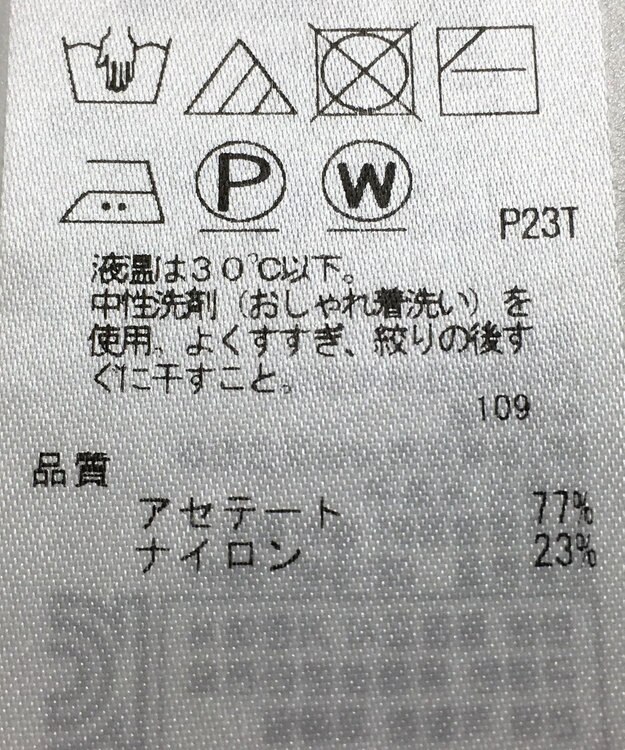 P
W
P23T
液温は30℃以下。
中性洗剤（おしゃれ着洗い）を
使用。よくすすぎ、絞りの後す
ぐに干すこと。
109
品質
アセテート 77%
ナイロン 23%